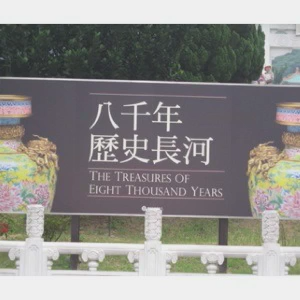 八千年
歷史長河
THE TREASURES OF
EIGHT THOUSAND YEARS